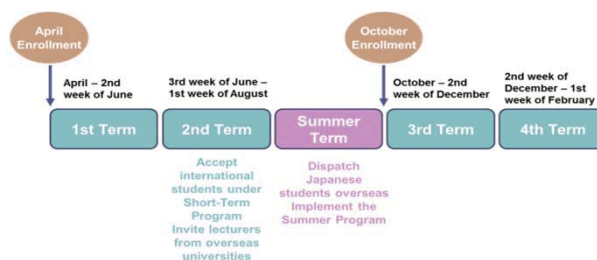 April
Enrollment
October
Enrollment
April – 2nd
week of June
3rd week of June –
1st week of August
October – 2nd
week of December
2nd week of
December – 1st
week of February
1st Term
2nd Term
Summer
Term
3rd Term
4th Term
Accept
international
students under
Short-Term
Program
Invite lecturers
from overseas
universities
Dispatch
Japanese
students overseas
Implement the
Summer Program